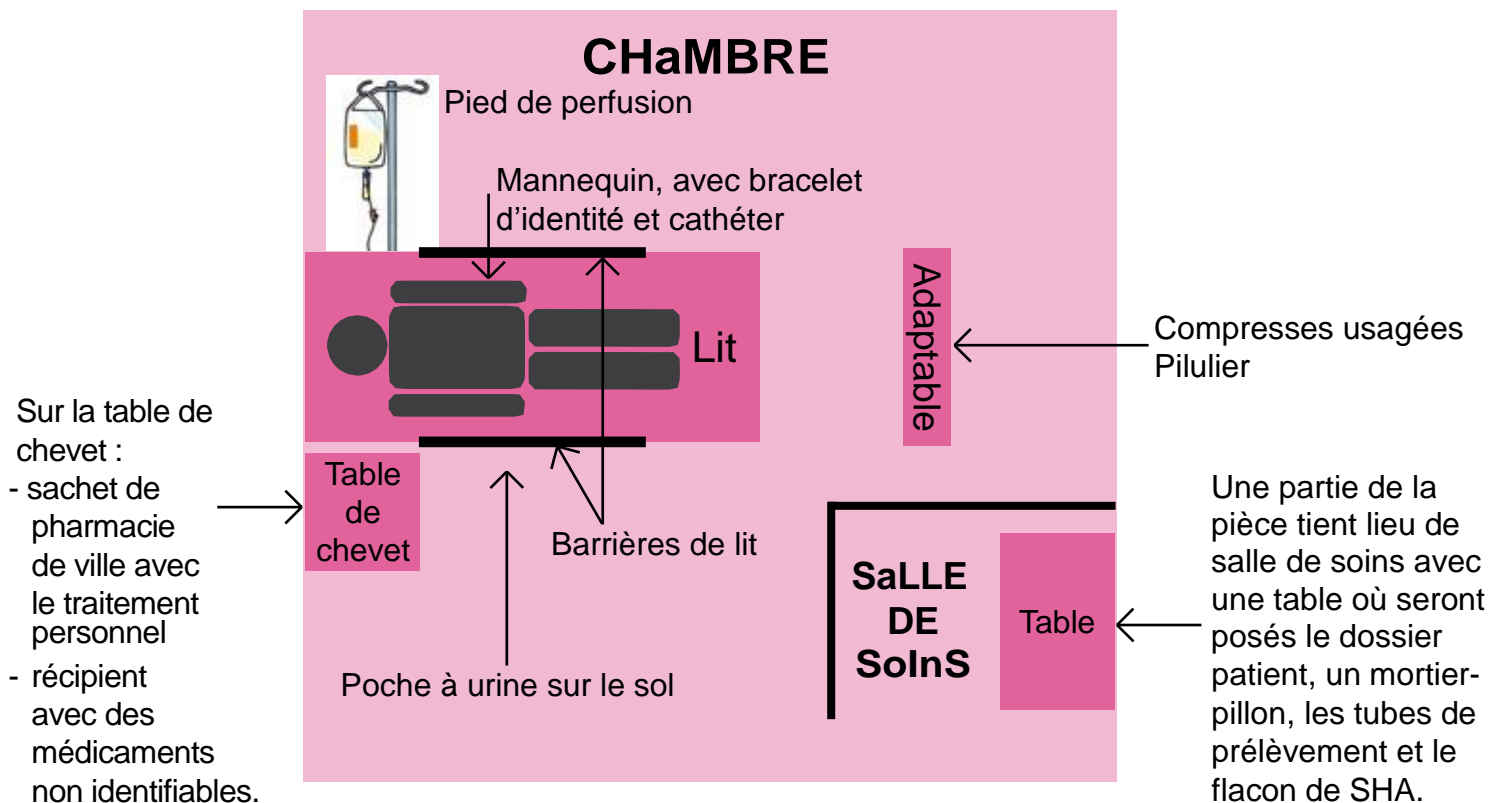 CHaMBRE
Pied de perfusion
Mannequin, avec bracelet
d'identité et cathéter
Lit
Adaptable
Compresses usagées
Pilulier
Sur la table de
chevet :
- sachet de
pharmacie
de ville avec
le traitement
personnel
- récipient
avec des
médicaments
non identifiables.
Table
de
chevet
Barrières de lit
Poche à urine sur le sol
SaLLE
DE
SoInS
Table
Une partie de la
pièce tient lieu de
salle de soins avec
une table où seront
posés le dossier
patient, un mortier-
pillon, les tubes de
prélèvement et le
flacon de SHA.